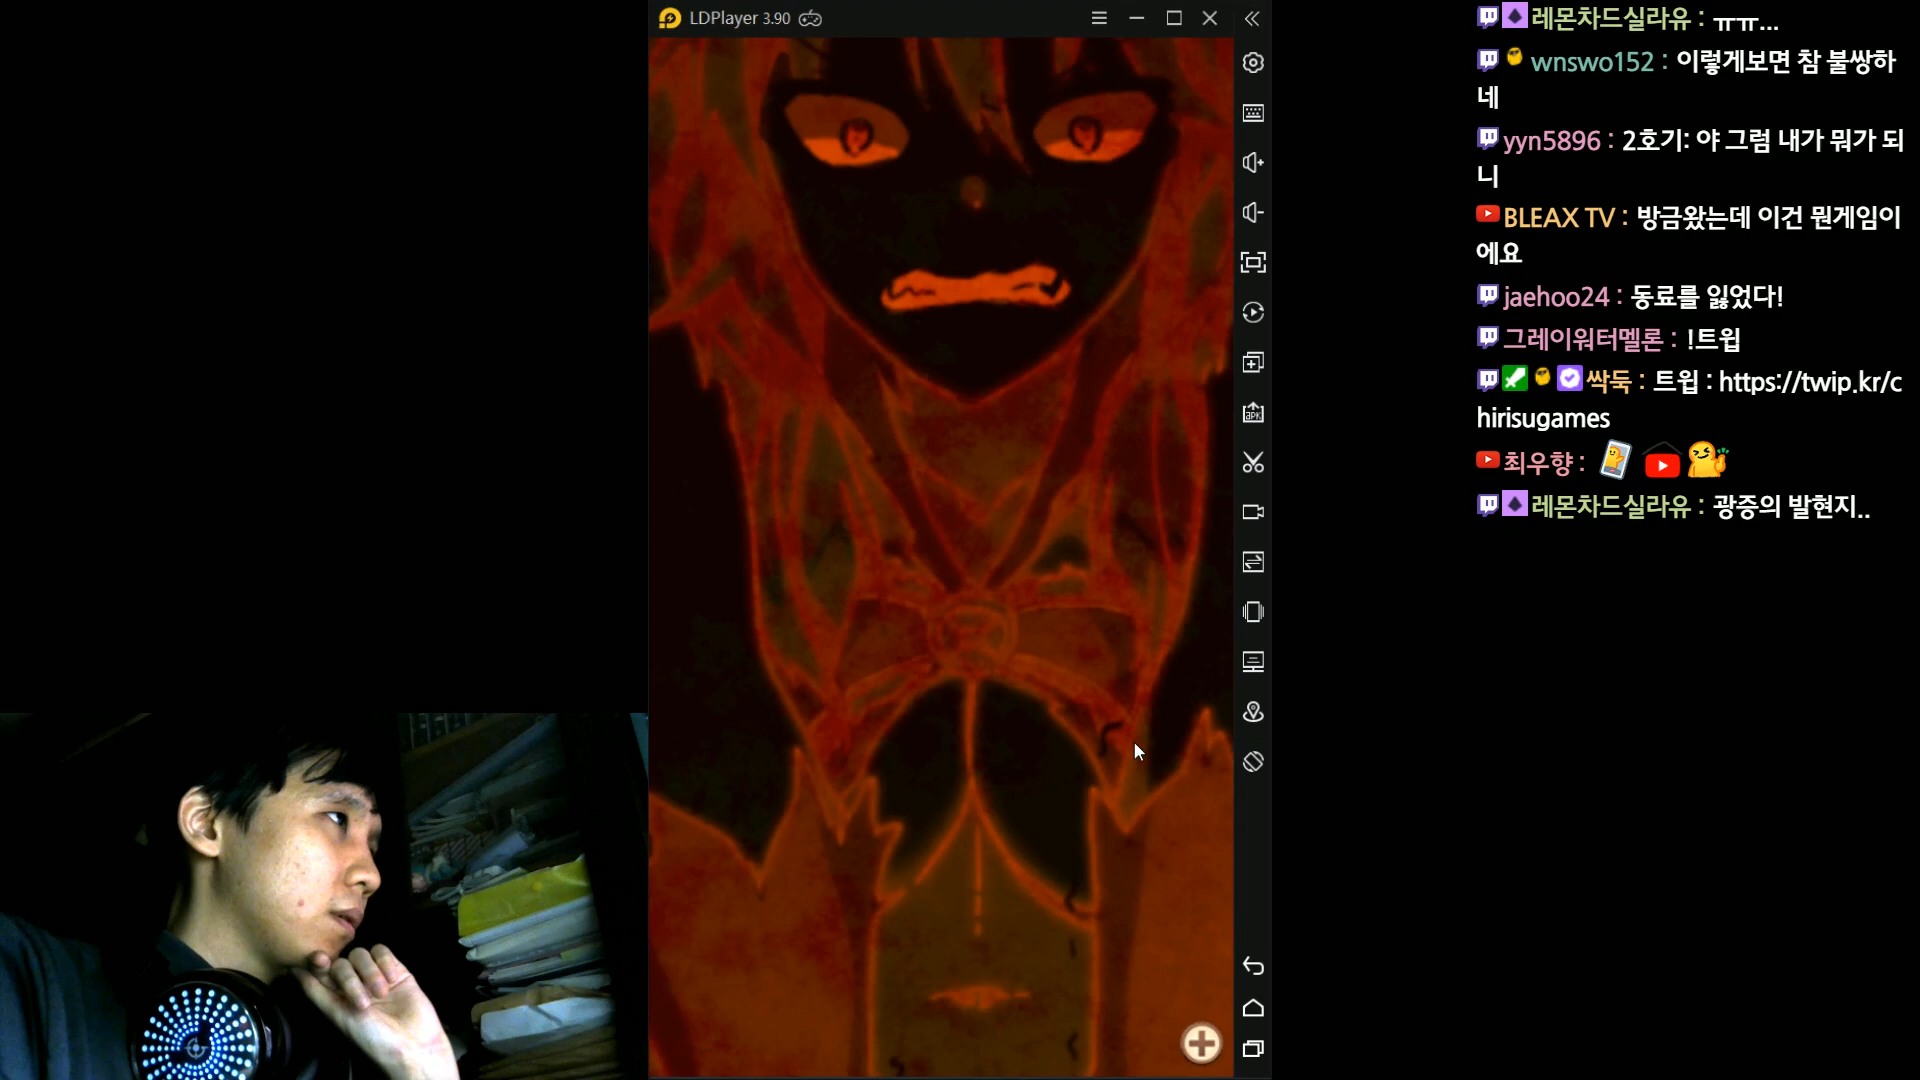 LDPlayer 3.90
레몬차드실라유 : ㅠㅠ...
wnswo152 : 이렇게보면 참 불쌍하
네
yyn5896 : 2호기: 야 그럼 내가 뭐가 되
니
BLEAX TV : 방금왔는데 이건 뭔게임이
에요
jaehoo24 : 동료를 잃었다!
그레이워터멜론 : !트윕
싹둑 : 트윕 : https://twip.kr/c
hirisugames
최우향 :
레몬차드실라유 : 광증의 발현지..
APK